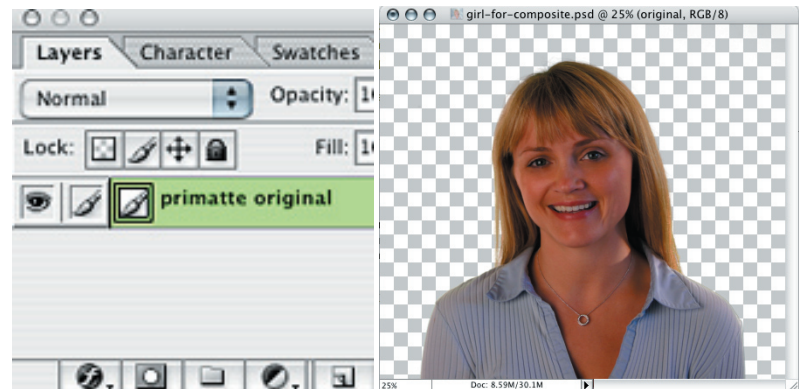 Layers Character Swatches
Normal Opacity:
Lock: Fill:
primatte original
girl-for-composite.psd @ 25% (original, RGB/8)
25% Doc: 8.59M/30.1M